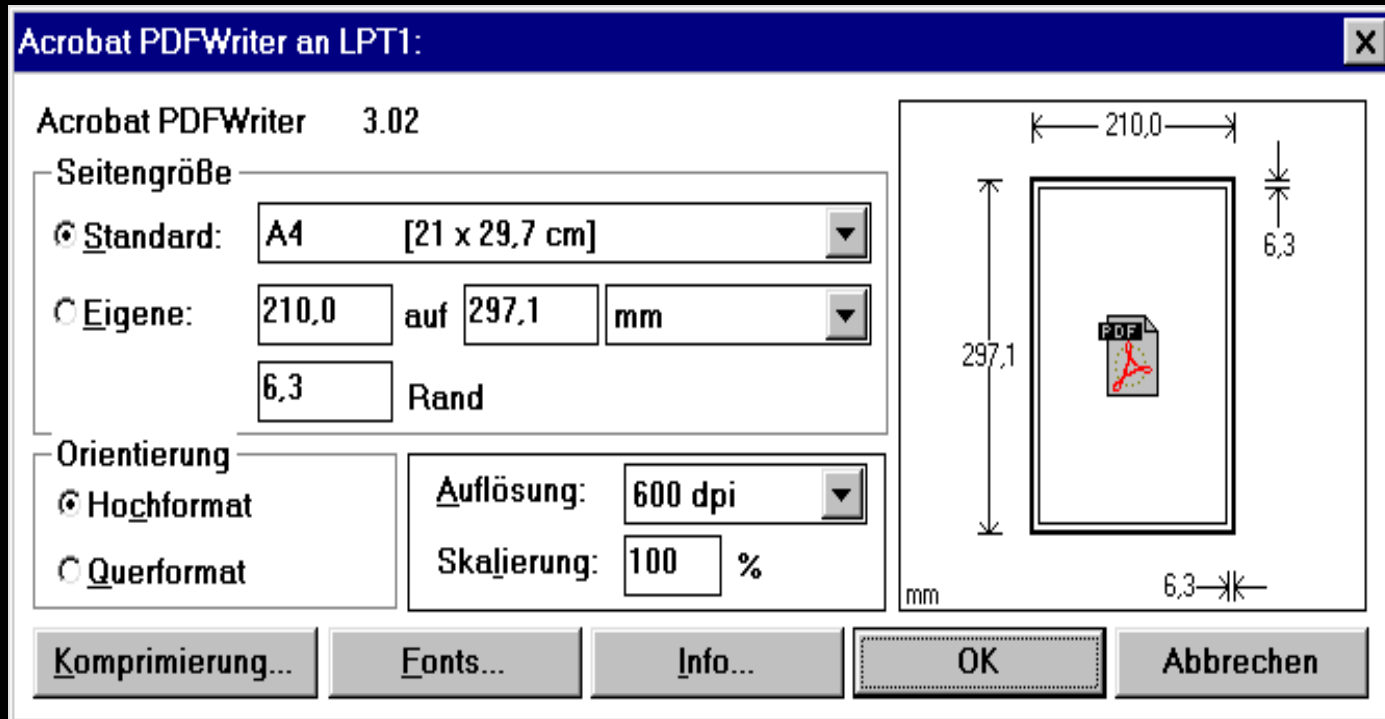 Acrobat PDFWriter an LPT1:
Acrobat PDFWriter 3.02
Seitengröße
Standard: A4 [21 x 29,7 cm]
Eigene: 210,0 auf 297,1 mm
6,3 Rand
Orientierung
Hochformat
Querformat
Auflösung: 600 dpi
Skalierung: 100 %
210,0
6,3
297,1
PDF
6,3
mm
Komprimierung... Fonts... Info... OK Abbrechen